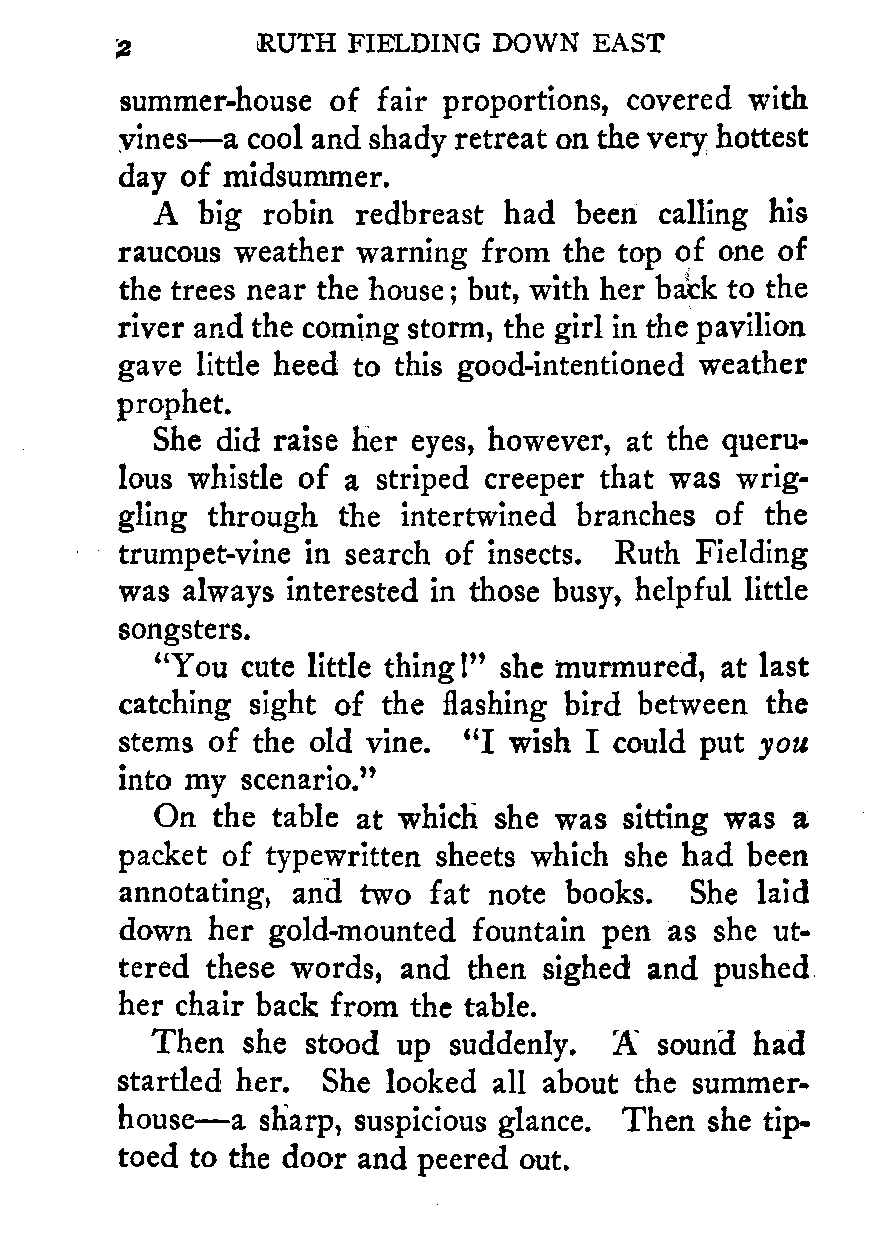 2 RUTH FIELDING DOWN EAST
summer-house of fair proportions, covered with
vines—a cool and shady retreat on the very hottest
day of midsummer.
A big robin redbreast had been calling his
raucous weather warning from the top of one of
the trees near the house; but, with her back to the
river and the coming storm, the girl in the pavilion
gave little heed to this good-intentioned weather
prophet.
She did raise her eyes, however, at the queru-
lous whistle of a striped creeper that was wrig-
gling through the intertwined branches of the
trumpet-vine in search of insects. Ruth Fielding
was always interested in those busy, helpful little
songsters.
"You cute little thing!" she murmured, at last
catching sight of the flashing bird between the
stems of the old vine. "I wish I could put you
into my scenario."
On the table at which she was sitting was a
packet of typewritten sheets which she had been
annotating, and two fat note books. She laid
down her gold-mounted fountain pen as she ut-
tered these words, and then sighed and pushed
her chair back from the table.
Then she stood up suddenly. A sound had
startled her. She looked all about the summer-
house—a sharp, suspicious glance. Then she tip-
toed to the door and peered out.